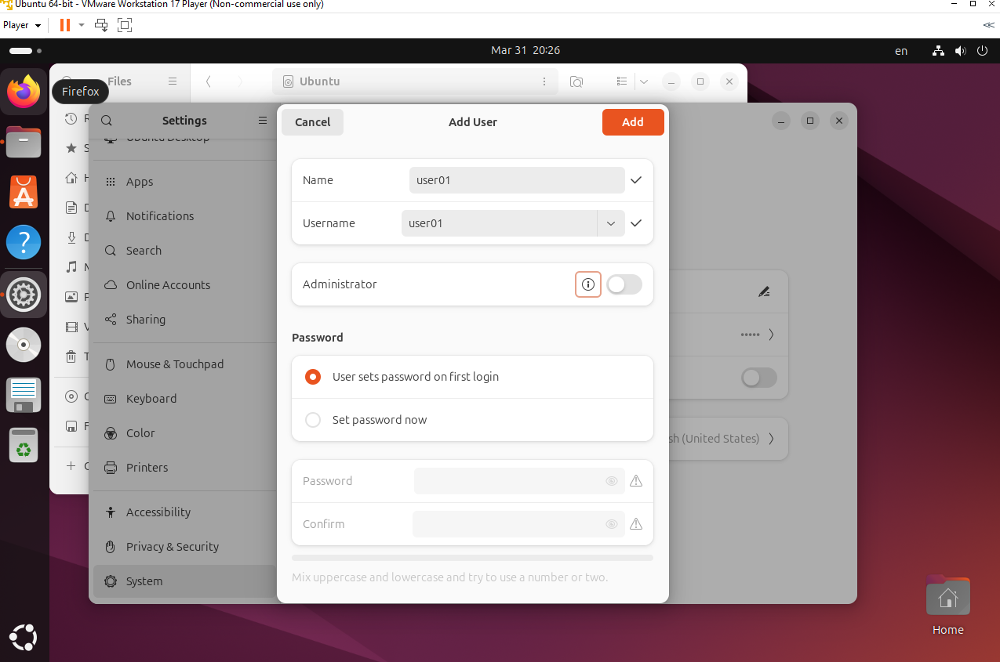 Ubuntu 64-bit - VMware Workstation 17 Player (Non-commercial use only)
Player
Mar 31 20:26
en
Files
Ubuntu
Firefox
Settings
Ubuntu Desktop
Apps
Notifications
Search
Online Accounts
Sharing
Mouse & Touchpad
Keyboard
Color
Printers
Accessibility
Privacy & Security
System
Cancel
Add User
Add
Name
user01
Username
user01
Administrator
Password
User sets password on first login
Set password now
Password
Confirm
Mix uppercase and lowercase and try to use a number or two.
(United States)
Home